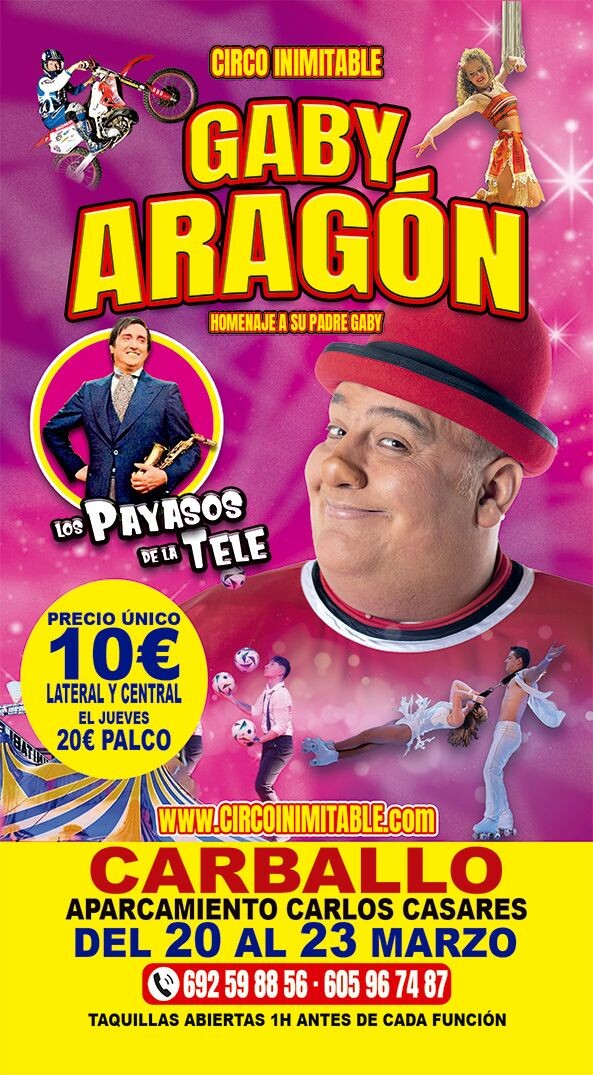 CIRCO INIMITABLE
GABY
ARAGÓN
HOMENAJE A SU PADRE GABY
LOS PAYASOS
DE LA TELE
PRECIO ÚNICO
10€
LATERAL Y CENTRAL
EL JUEVES
20€ PALCO
WWW.CIRCOINIMITABLE.com
CARBALLO
APARCAMIENTO CARLOS CASARES
DEL 20 AL 23 MARZO
692 59 88 56 · 605 96 74 87
TAQUILLAS ABIERTAS 1H ANTES DE CADA FUNCIÓN